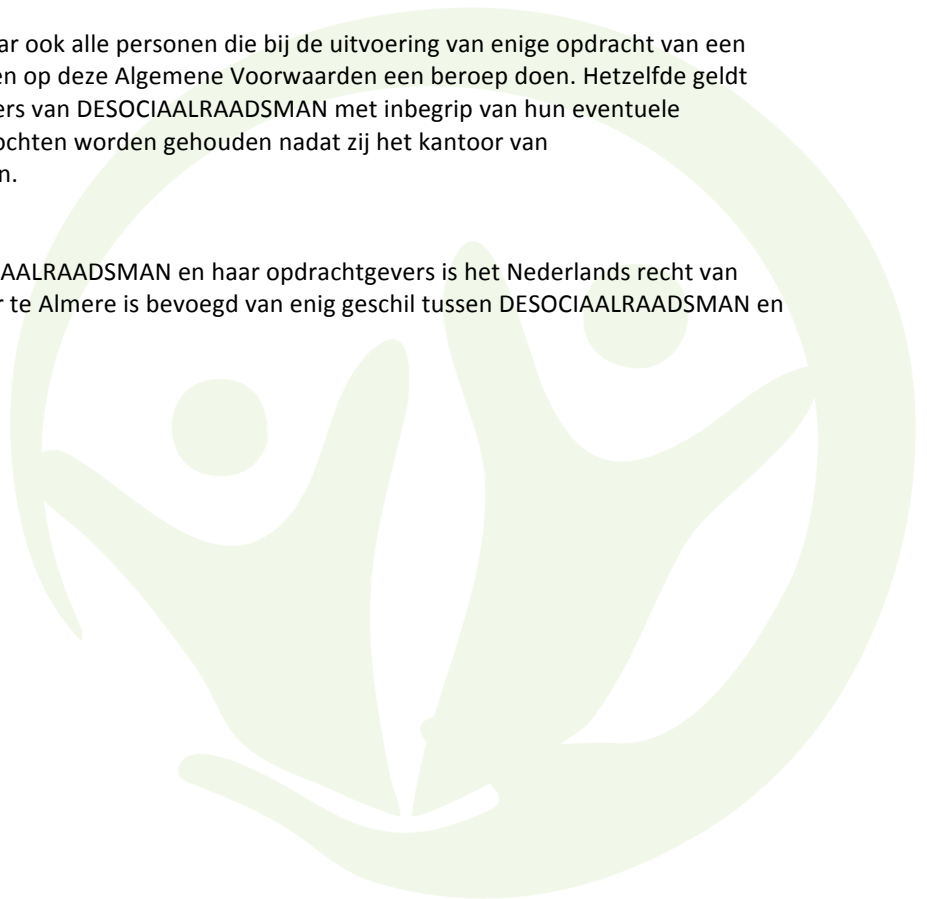 ar ook alle personen die bij de uitvoering van enige opdracht van een
en op deze Algemene Voorwaarden een beroep doen. Hetzelfde geldt
ers van DESOCIAALRAADSMAN met inbegrip van hun eventuele
ochten worden gehouden nadat zij het kantoor van
n.
AALRAADSMAN en haar opdrachtgevers is het Nederlands recht van
r te Almere is bevoegd van enig geschil tussen DESOCIAALRAADSMAN en